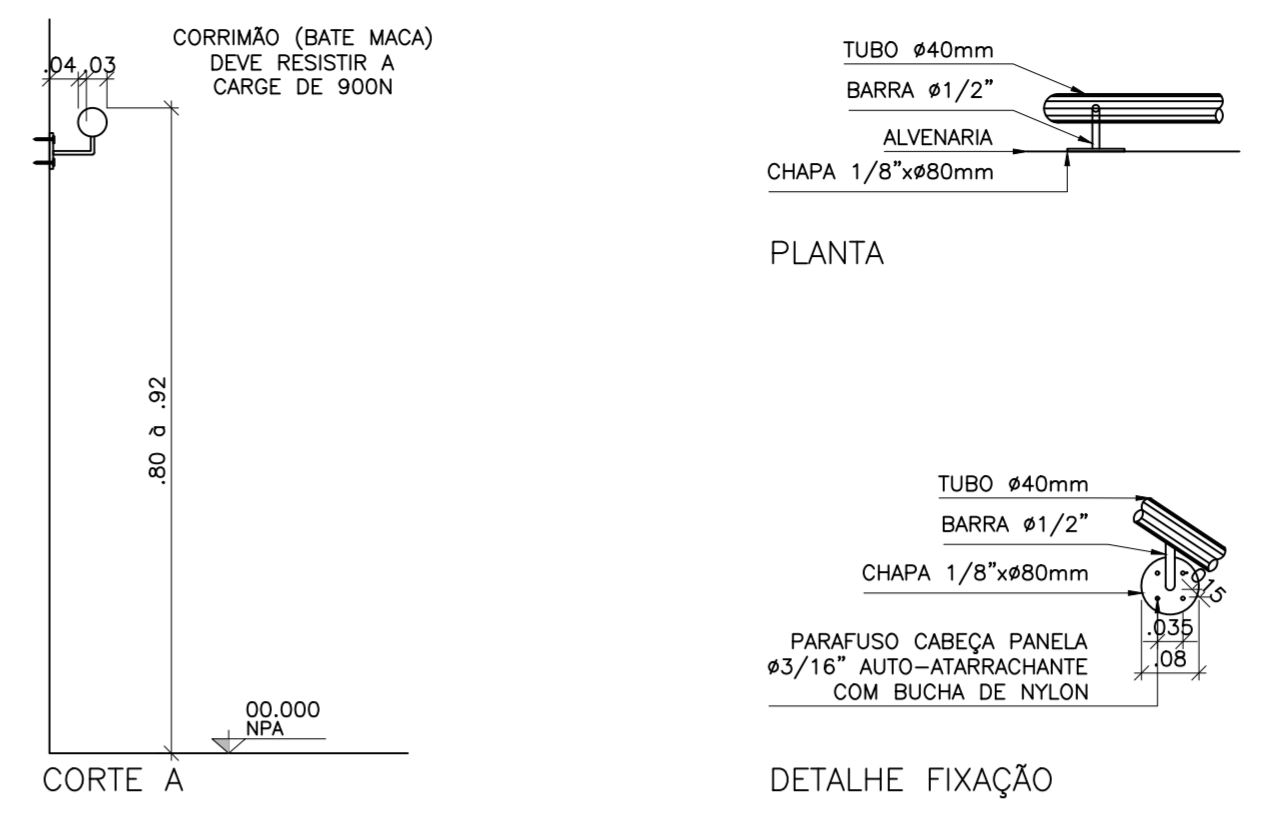 CORRIMÃO (BATE MACA)
DEVE RESISTIR A
CARGE DE 900N
.04 .03
.80 à .92
00.000
NPA
CORTE A
TUBO ø40mm
BARRA ø1/2"
ALVENARIA
CHAPA 1/8"xø80mm
PLANTA
TUBO ø40mm
BARRA ø1/2"
CHAPA 1/8"xø80mm
PARAFUSO CABEÇA PANELA
ø3/16" AUTO-ATARRACHANTE
COM BUCHA DE NYLON
.035
.08
DETALHE FIXAÇÃO